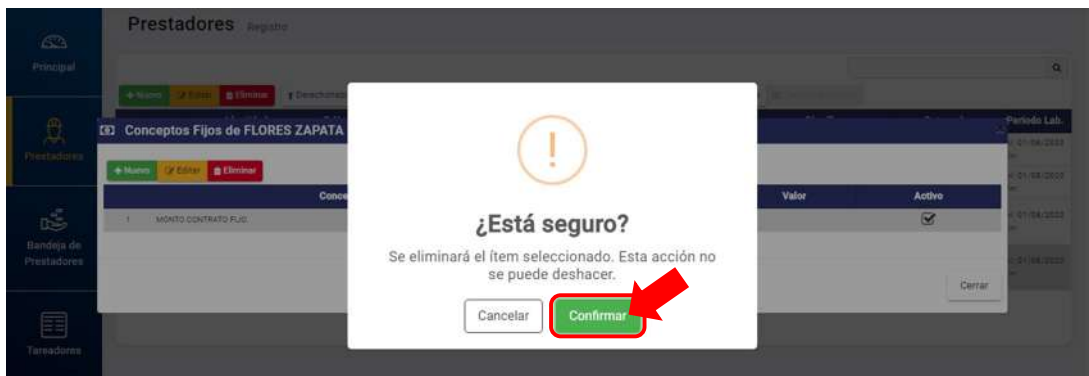 Prestadores Registro
Principal
+ Nuevo Editar Eliminar
Periodo Lab.
Conceptos Fijos de FLORES ZAPATA
Prestadores
+ Nuevo Editar Eliminar
Valor Activo
1 MONTO CONTRATO FIJO
!
¿Está seguro?
Se eliminará el ítem seleccionado. Esta acción no
se puede deshacer.
Bandeja de
Prestadores
Cerrar
Cancelar Confirmar
Tareadores